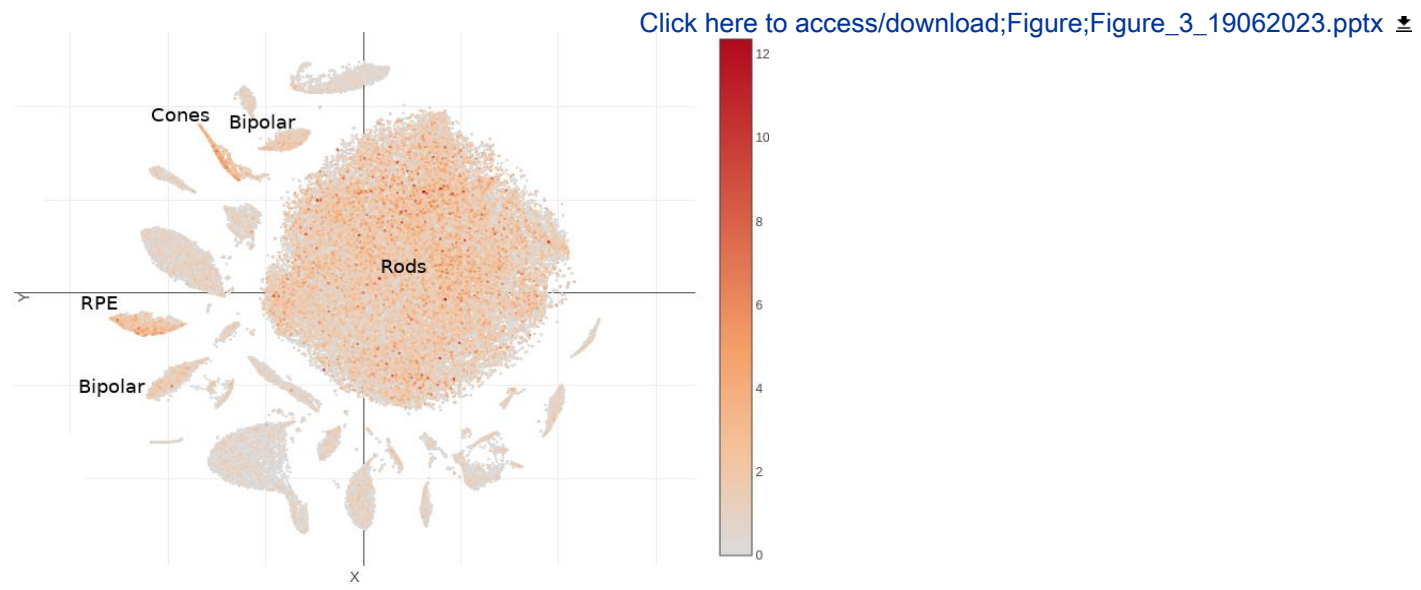 Click here to access/download;Figure;Figure_3_19062023.pptx
12
Cones
Bipolar
10
8
Rods
Y
RPE
6
Bipolar
4
2
0
X